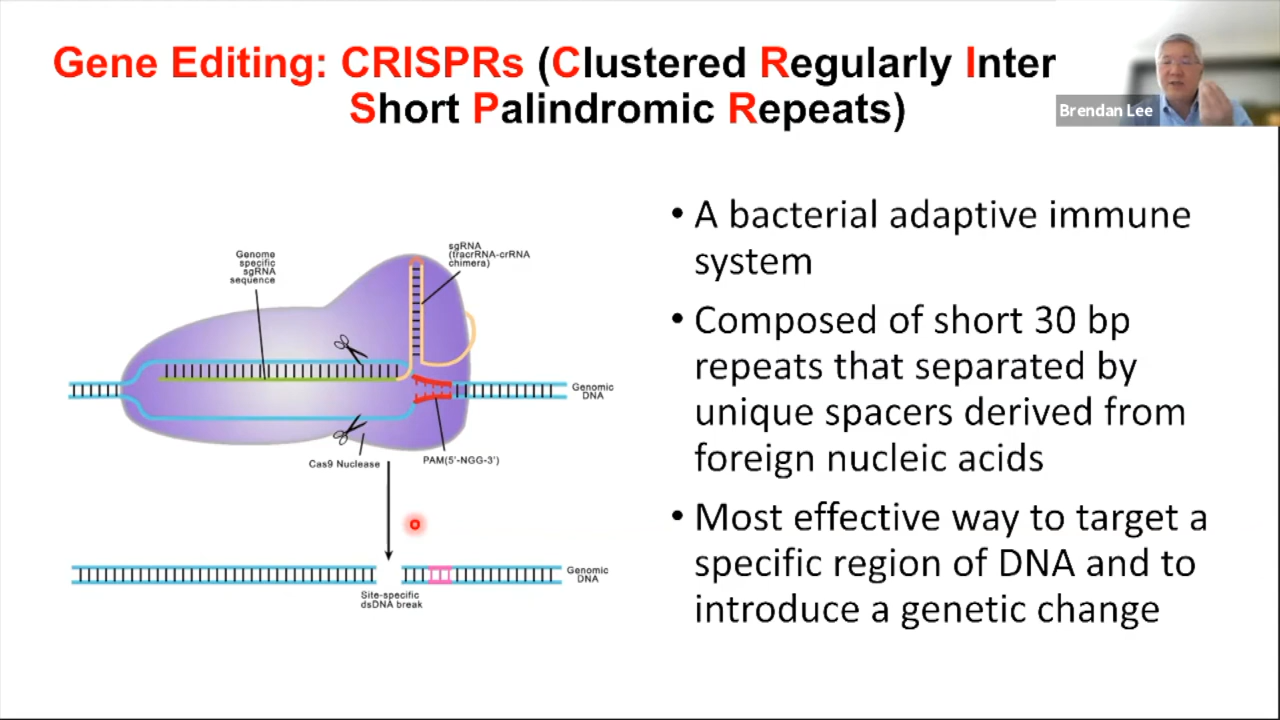 Gene Editing: CRISPRs (Clustered Regularly Inter
Short Palindromic Repeats)
Brendan Lee
• A bacterial adaptive immune
system
• Composed of short 30 bp
repeats that separated by
unique spacers derived from
foreign nucleic acids
• Most effective way to target a
specific region of DNA and to
introduce a genetic change
Genome
specific
sgRNA
sequence
sgRNA
(tracrRNA-crRNA
chimera)
Genomic
DNA
Cas9 Nuclease
PAM(5'-NGG-3')
Genomic
DNA
Site-specific
dsDNA break